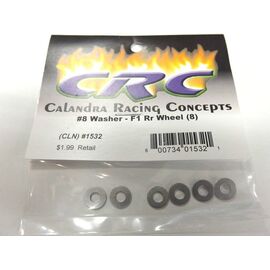 CRC
Calandra Racing Concepts
#8 Washer - F1 Rr Wheel (8)
(CLN) #1532
$1.99 Retail
6 00734 01532 1